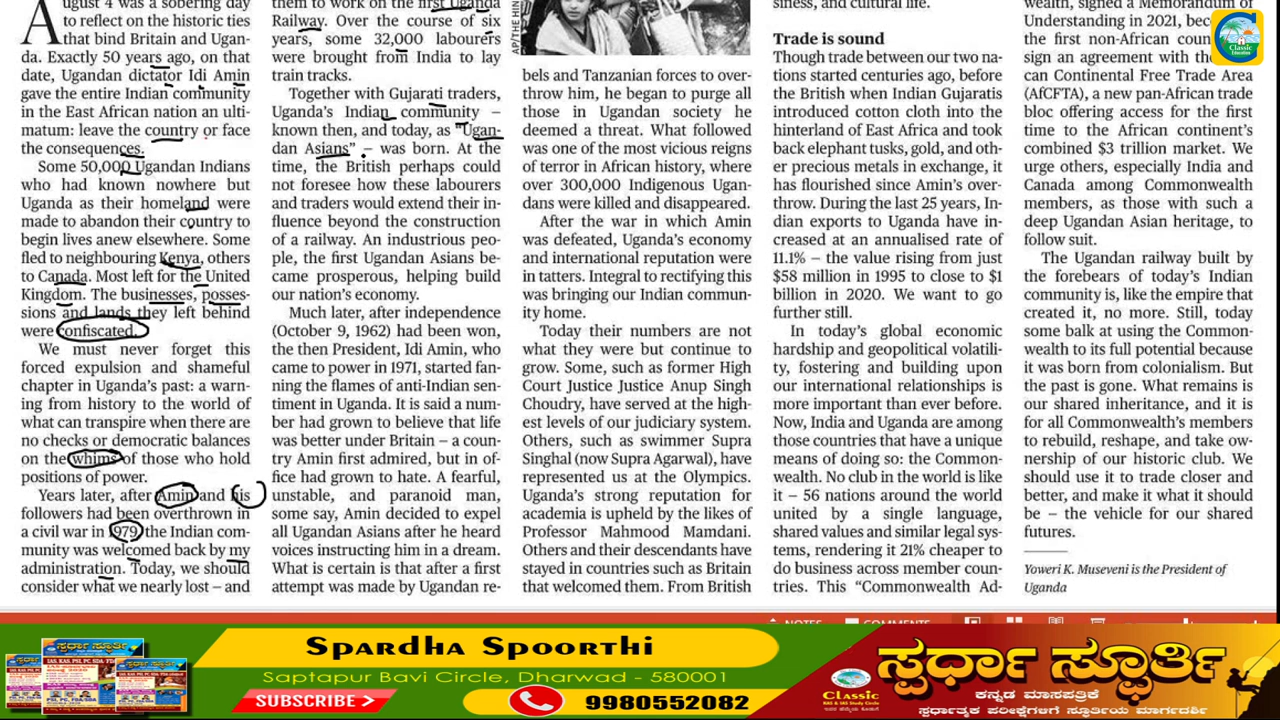 August 4 was a sobering day
to reflect on the historic ties
that bind Britain and Ugan-
da. Exactly 50 years ago, on that
date, Ugandan dictator Idi Amin
gave the entire Indian community
in the East African nation an ulti-
matum: leave the country or face
the consequences.
Some 50,000 Ugandan Indians
who had known nowhere but
Uganda as their homeland were
made to abandon their country to
begin lives anew elsewhere. Some
fled to neighbouring Kenya, others
to Canada. Most left for the United
Kingdom. The businesses, posses-
sions and lands they left behind
were confiscated.
We must never forget this
forced expulsion and shameful
chapter in Uganda's past: a warn-
ing from history to the world of
what can transpire when there are
no checks or democratic balances
on the whims of those who hold
positions of power.
Years later, after Amin and his
followers had been overthrown in
a civil war in 1979, the Indian com-
munity was welcomed back by my
administration. Today, we should
consider what we nearly lost – and
them to work on the first Uganda
Railway. Over the course of six
years, some 32,000 labourers
were brought from India to lay
train tracks.
Together with Gujarati traders,
Uganda's Indian community –
known then, and today, as "Ugan-
dan Asians" – was born. At the
time, the British perhaps could
not foresee how these labourers
and traders would extend their in-
fluence beyond the construction
of a railway. An industrious peo-
ple, the first Ugandan Asians be-
came prosperous, helping build
our nation's economy.
Much later, after independence
(October 9, 1962) had been won,
the then President, Idi Amin, who
came to power in 1971, started fan-
ning the flames of anti-Indian sen-
timent in Uganda. It is said a num-
ber had grown to believe that life
was better under Britain – a coun-
try Amin first admired, but in of-
fice had grown to hate. A fearful,
unstable, and paranoid man,
some say, Amin decided to expel
all Ugandan Asians after he heard
voices instructing him in a dream.
What is certain is that after a first
attempt was made by Ugandan re-
AP/THE HIN
bels and Tanzanian forces to over-
throw him, he began to purge all
those in Ugandan society he
deemed a threat. What followed
was one of the most vicious reigns
of terror in African history, where
over 300,000 Indigenous Ugan-
dans were killed and disappeared.
After the war in which Amin
was defeated, Uganda's economy
and international reputation were
in tatters. Integral to rectifying this
was bringing our Indian commun-
ity home.
Today their numbers are not
what they were but continue to
grow. Some, such as former High
Court Justice Justice Anup Singh
Choudry, have served at the high-
est levels of our judiciary system.
Others, such as swimmer Supra
Singhal (now Supra Agarwal), have
represented us at the Olympics.
Uganda's strong reputation for
academia is upheld by the likes of
Professor Mahmood Mamdani.
Others and their descendants have
stayed in countries such as Britain
that welcomed them. From British
siness, and cultural life.
Trade is sound
Though trade between our two na-
tions started centuries ago, before
the British when Indian Gujaratis
introduced cotton cloth into the
hinterland of East Africa and took
back elephant tusks, gold, and oth-
er precious metals in exchange, it
has flourished since Amin's over-
throw. During the last 25 years, In-
dian exports to Uganda have in-
creased at an annualised rate of
11.1% – the value rising from just
$58 million in 1995 to close to $1
billion in 2020. We want to go
further still.
In today's global economic
hardship and geopolitical volatili-
ty, fostering and building upon
our international relationships is
more important than ever before.
Now, India and Uganda are among
those countries that have a unique
means of doing so: the Common-
wealth. No club in the world is like
it – 56 nations around the world
united by a single language,
shared values and similar legal sys-
tems, rendering it 21% cheaper to
do business across member coun-
tries. This "Commonwealth Ad-
wealth, signed a Memorandum of
Understanding in 2021, bec
the first non-African coun
sign an agreement with the
can Continental Free Trade Area
(AfCFTA), a new pan-African trade
bloc offering access for the first
time to the African continent's
combined $3 trillion market. We
urge others, especially India and
Canada among Commonwealth
members, as those with such a
deep Ugandan Asian heritage, to
follow suit.
The Ugandan railway built by
the forebears of today's Indian
community is, like the empire that
created it, no more. Still, today
some balk at using the Common-
wealth to its full potential because
it was born from colonialism. But
the past is gone. What remains is
our shared inheritance, and it is
for all Commonwealth's members
to rebuild, reshape, and take ow-
nership of our historic club. We
should use it to trade closer and
better, and make it what it should
be – the vehicle for our shared
futures.
Yoweri K. Museveni is the President of
Uganda
Classic
Education
NOTES
COMMENTS
SPARDHA SPOORTHI
Saptapur Bavi Circle, Dharwad - 580001
SUBSCRIBE
9980552082
Classic
IAS & KAS Study Circle
ಸ್ಪರ್ಧಾ ಸ್ಫೂರ್ತಿ
ಕನ್ನಡ ಮಾಸಪತ್ರಿಕೆ
ಸ್ಪರ್ಧಾತ್ಮಕ ಪರೀಕ್ಷೆಗಳಿಗೆ ಸ್ಫೂರ್ತಿಯ ಮಾರ್ಗದರ್ಶಿ